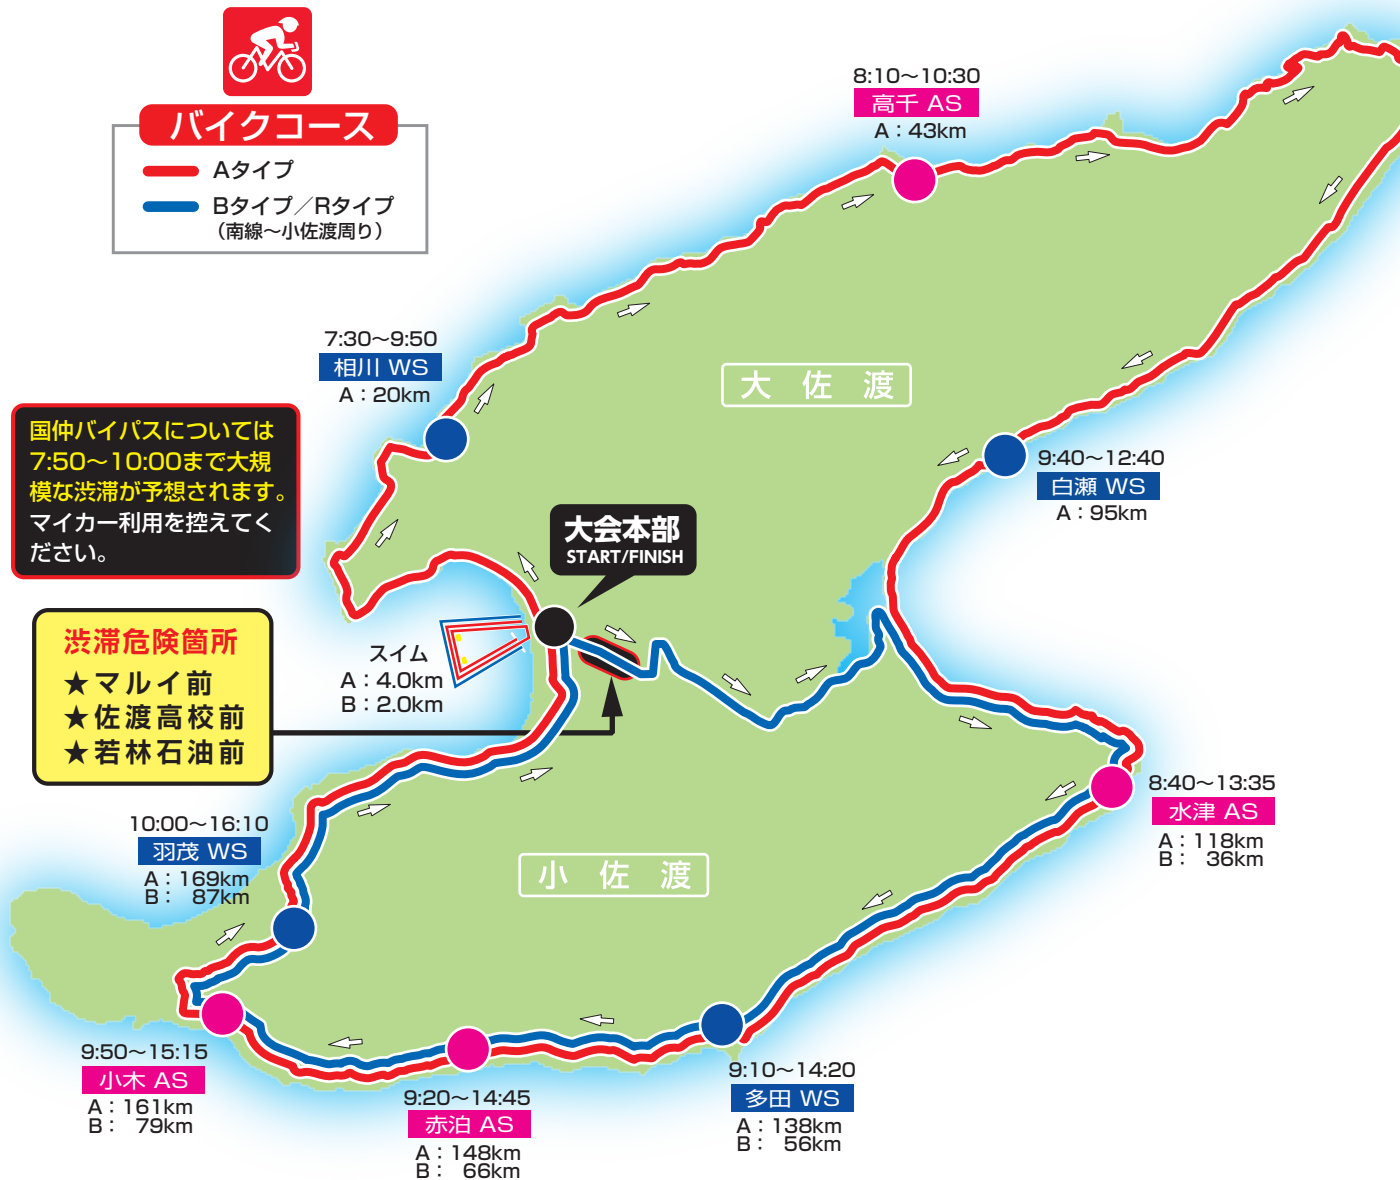 バイクコース
Aタイプ
Bタイプ／Rタイプ
（南線〜小佐渡周り）
8:10〜10:30
高千 AS
A：43km
7:30〜9:50
相川 WS
A：20km
大 佐 渡
国仲バイパスについては
7:50〜10:00まで大規
模な渋滞が予想されます。
マイカー利用を控えてく
ださい。
9:40〜12:40
白瀬 WS
A：95km
大会本部
START/FINISH
渋滞危険箇所
★マルイ前
★佐渡高校前
★若林石油前
スイム
A：4.0km
B：2.0km
8:40〜13:35
水津 AS
A：118km
B： 36km
10:00〜16:10
羽茂 WS
A：169km
B： 87km
小 佐 渡
9:50〜15:15
小木 AS
A：161km
B： 79km
9:20〜14:45
赤泊 AS
A：148km
B： 66km
9:10〜14:20
多田 WS
A：138km
B： 56km